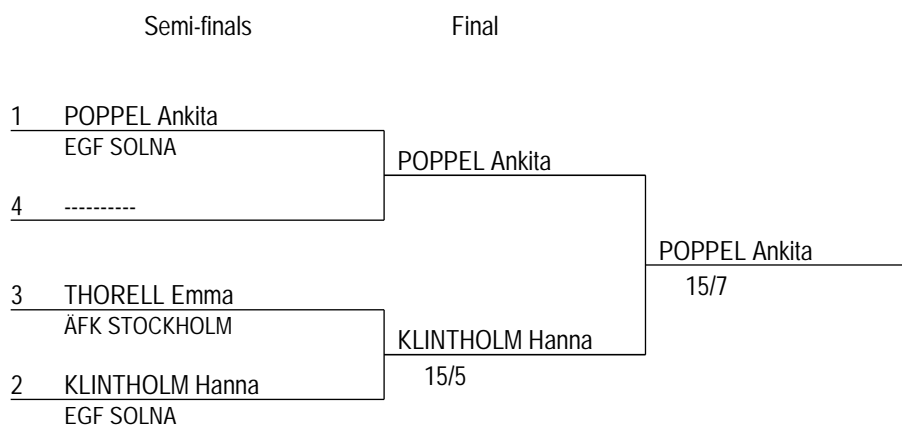 Semi-finals Final
1 POPPEL Ankita
EGF SOLNA
POPPEL Ankita
4 ----------
POPPEL Ankita
15/7
3 THORELL Emma
ÄFK STOCKHOLM
KLINTHOLM Hanna
15/5
2 KLINTHOLM Hanna
EGF SOLNA